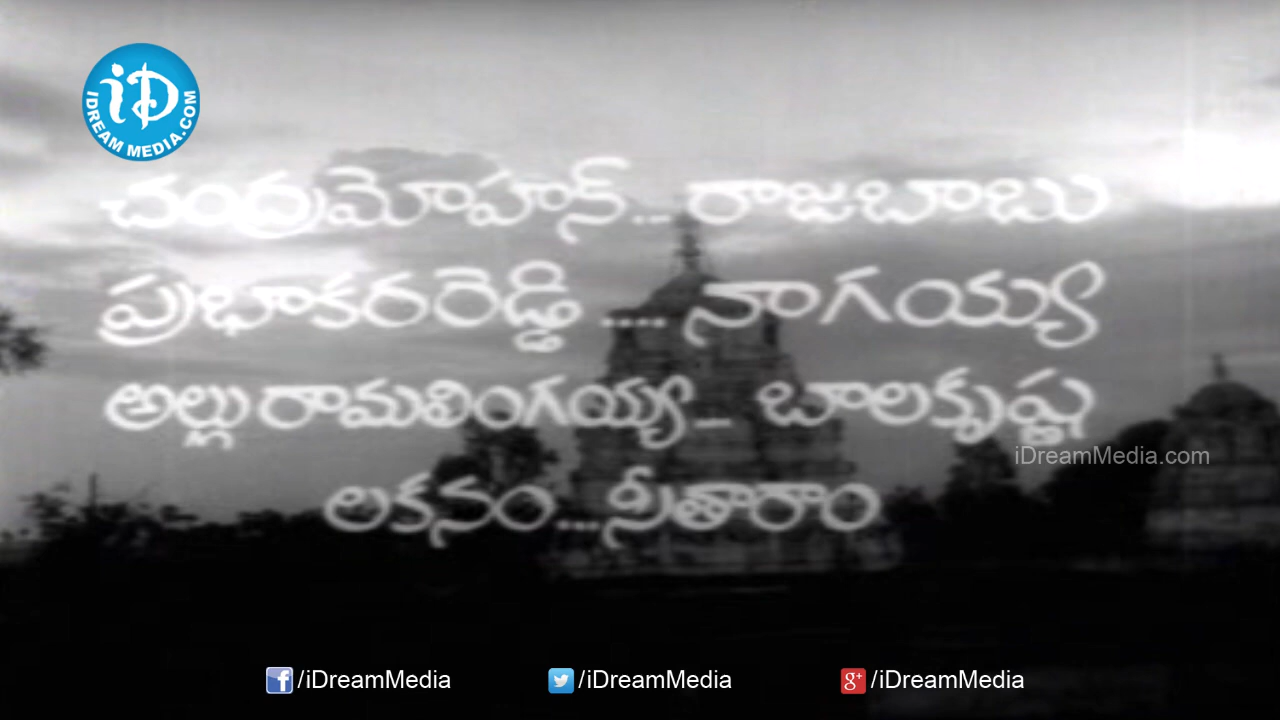 iD
IDREAM MEDIA.COM
చంద్రమోహన్... రాజబాబు
ప్రభాకరరెడ్డి .... నాగయ్య
అల్లు రామలింగయ్య_ బాలకృష్ణ
iDreamMedia.com
లకనం...సీతారాం
/iDreamMedia /iDreamMedia /iDreamMedia